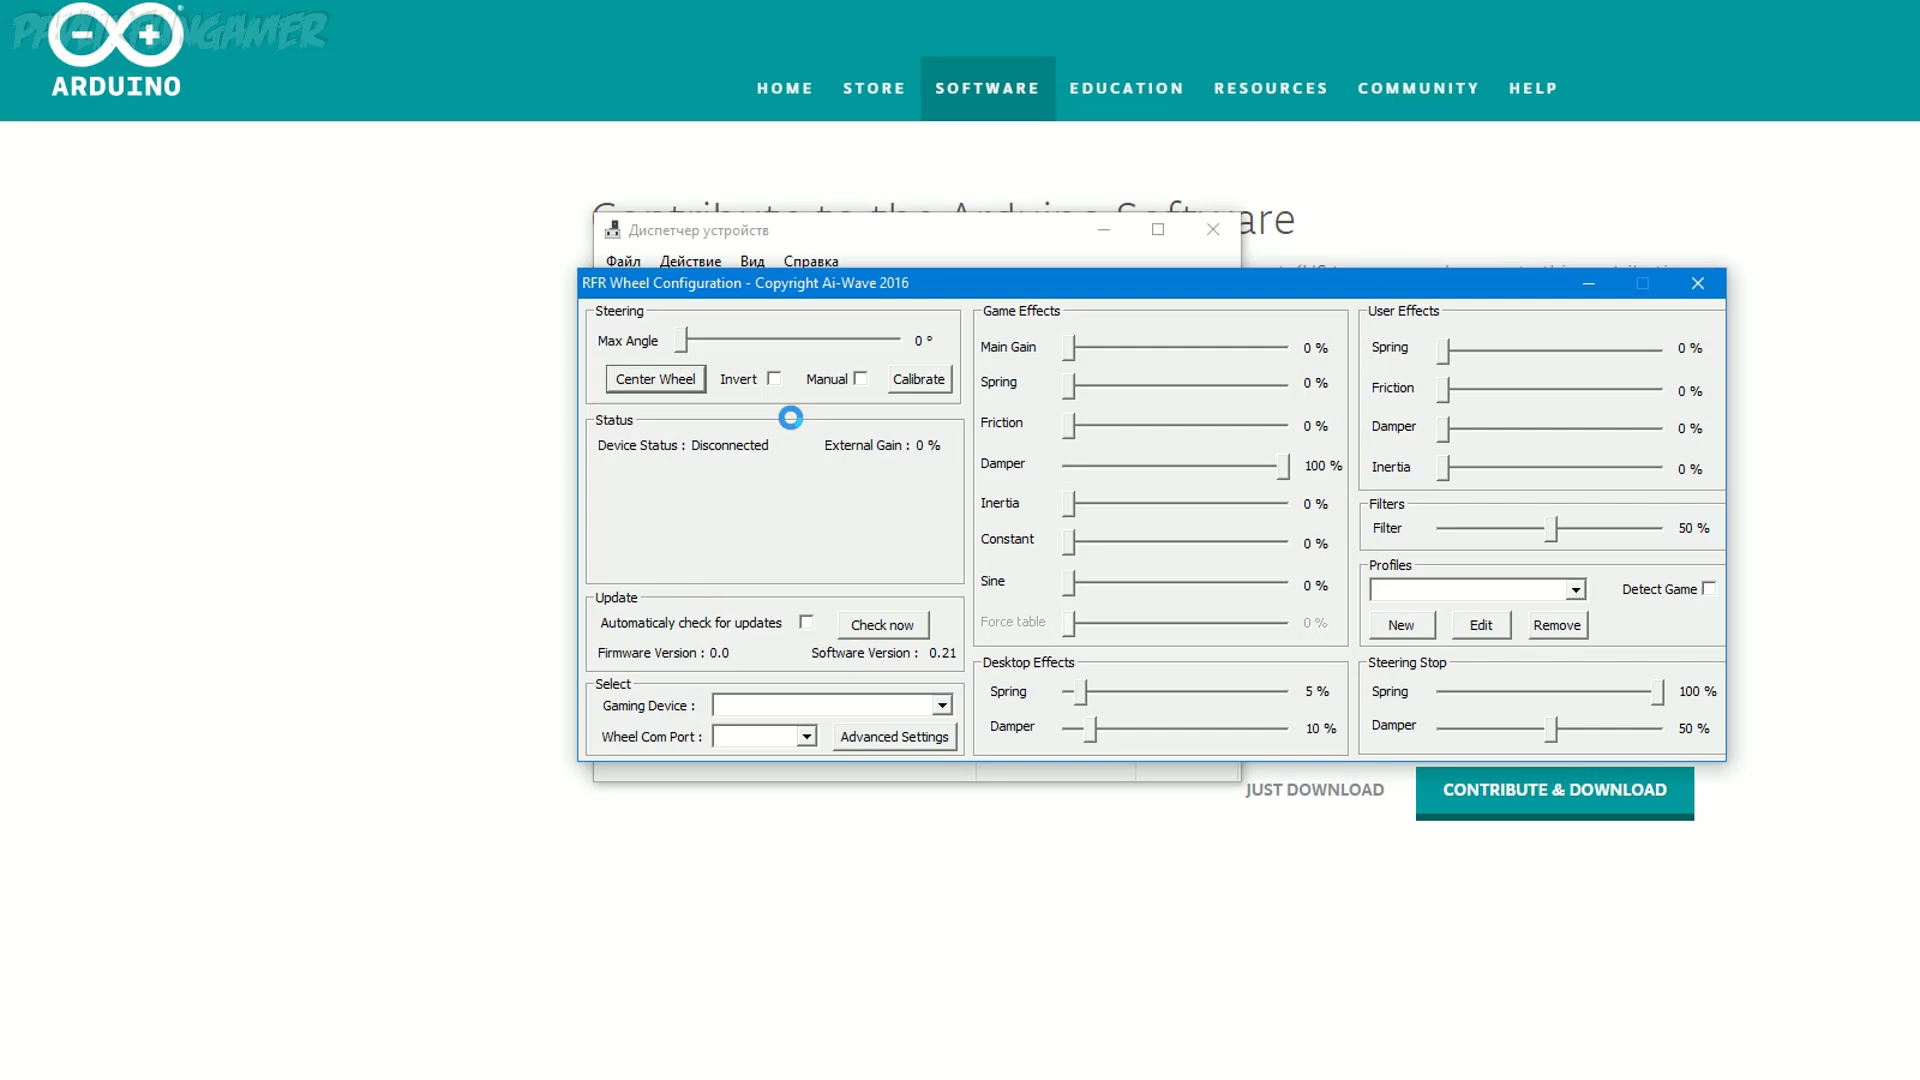 ARDUINO
HOME STORE SOFTWARE EDUCATION RESOURCES COMMUNITY HELP
Contribute to the Arduino Software
Диспетчер устройств
Файл Действие Вид Справка
RFR Wheel Configuration - Copyright Ai-Wave 2016
Steering
Max Angle 0 º
Center Wheel Invert Manual Calibrate
Status
Device Status : Disconnected External Gain : 0 %
Update
Automaticaly check for updates Check now
Firmware Version : 0.0 Software Version : 0.21
Select
Gaming Device :
Wheel Com Port : Advanced Settings
Game Effects
Main Gain 0 %
Spring 0 %
Friction 0 %
Damper 100 %
Inertia 0 %
Constant 0 %
Sine 0 %
Force table 0 %
Desktop Effects
Spring 5 %
Damper 10 %
User Effects
Spring 0 %
Friction 0 %
Damper 0 %
Inertia 0 %
Filters
Filter 50 %
Profiles
Detect Game
New Edit Remove
Steering Stop
Spring 100 %
Damper 50 %
JUST DOWNLOAD CONTRIBUTE & DOWNLOAD